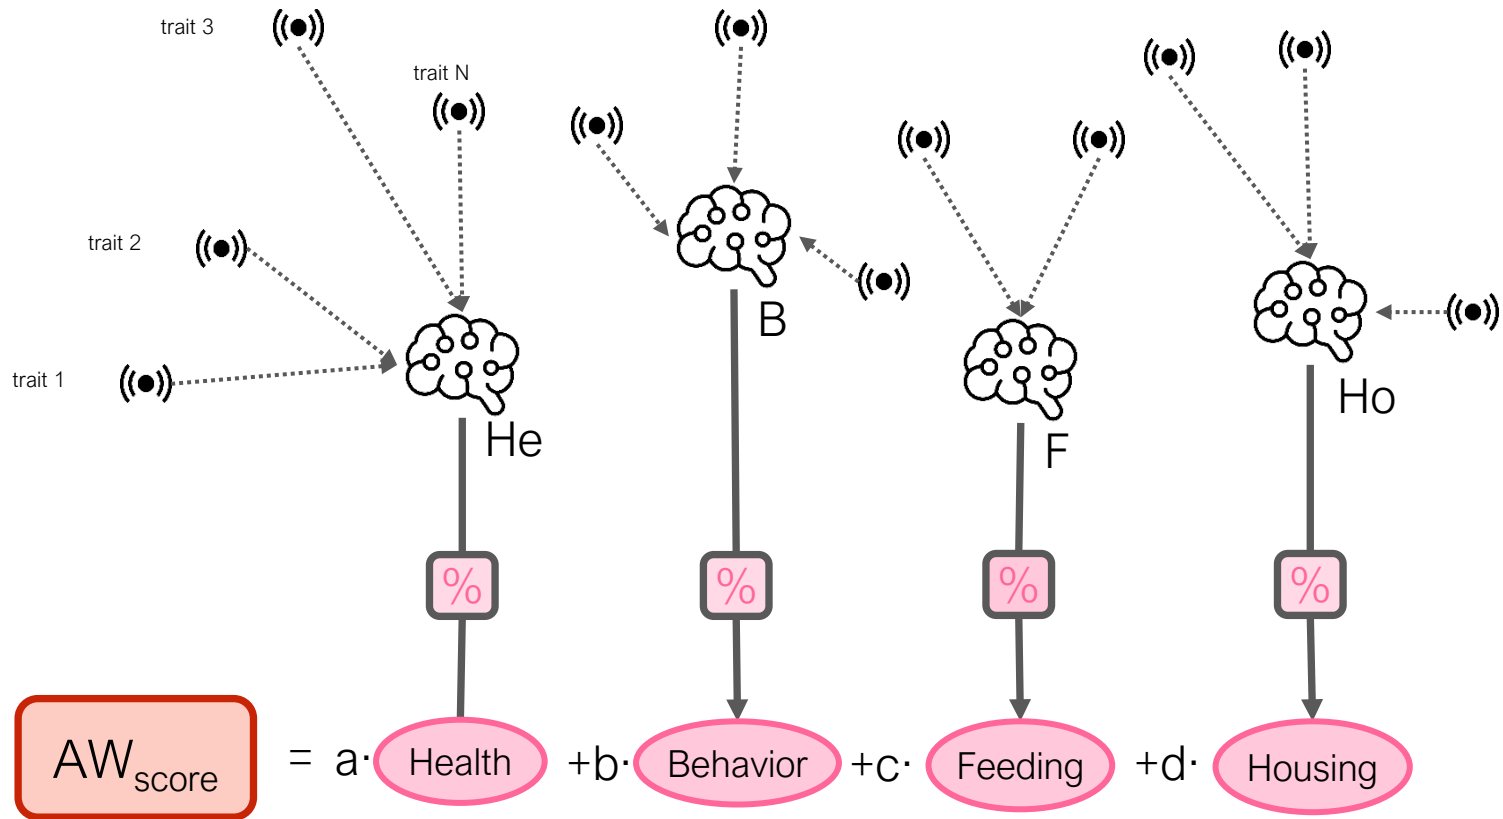 trait 3
trait N
trait 2
trait 1
B
Ho
He
F
%
%
%
%
AWscore = a· Health +b· Behavior +c· Feeding +d· Housing